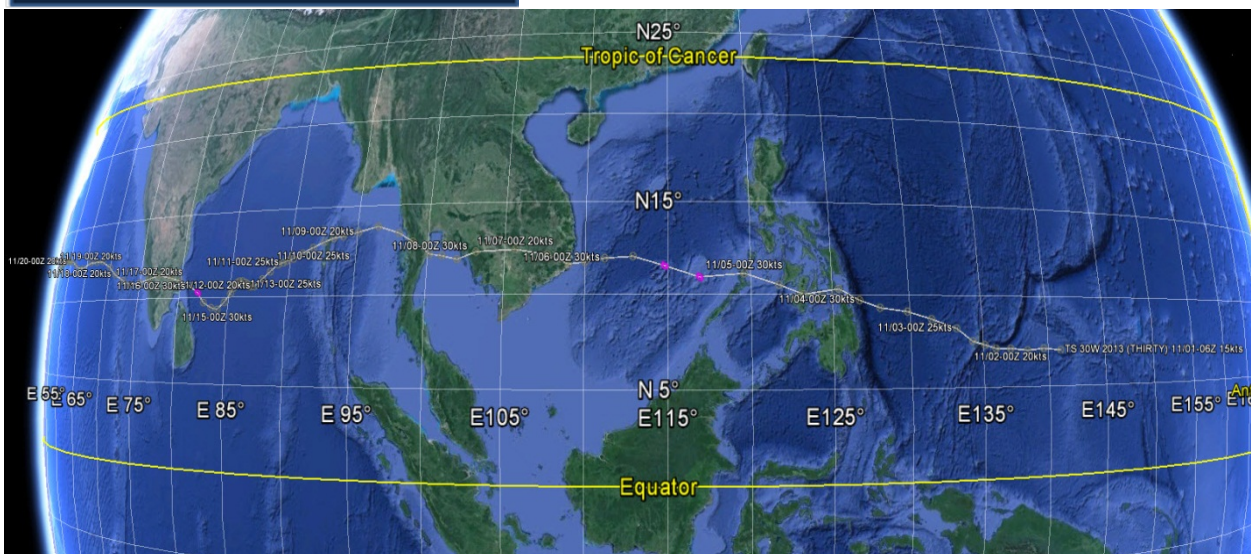 N25°
Tropic of Cancer
N15°
11/09-00Z 20kts
11/08-00Z 30kts
11/07-00Z 20kts
11/06-00Z 30kts
11/05-00Z 30kts
11/04-00Z 30kts
11/03-00Z 25kts
11/02-00Z 20kts
TS 30W 2013 (THIRTY) 11/01-06Z 15kts
11/10-00Z 25kts
11/11-00Z 25kts
11/12-00Z 20kts
11/13-00Z 25kts
11/15-00Z 30kts
11/16-00Z 30kts
11/17-00Z 20kts
11/18-00Z 20kts
11/19-00Z 20kts
11/20-00Z 20kts
N 5°
E 55°
E 65°
E 75°
E 85°
E 95°
E105°
E115°
E125°
E135°
E145°
E155°
Equator